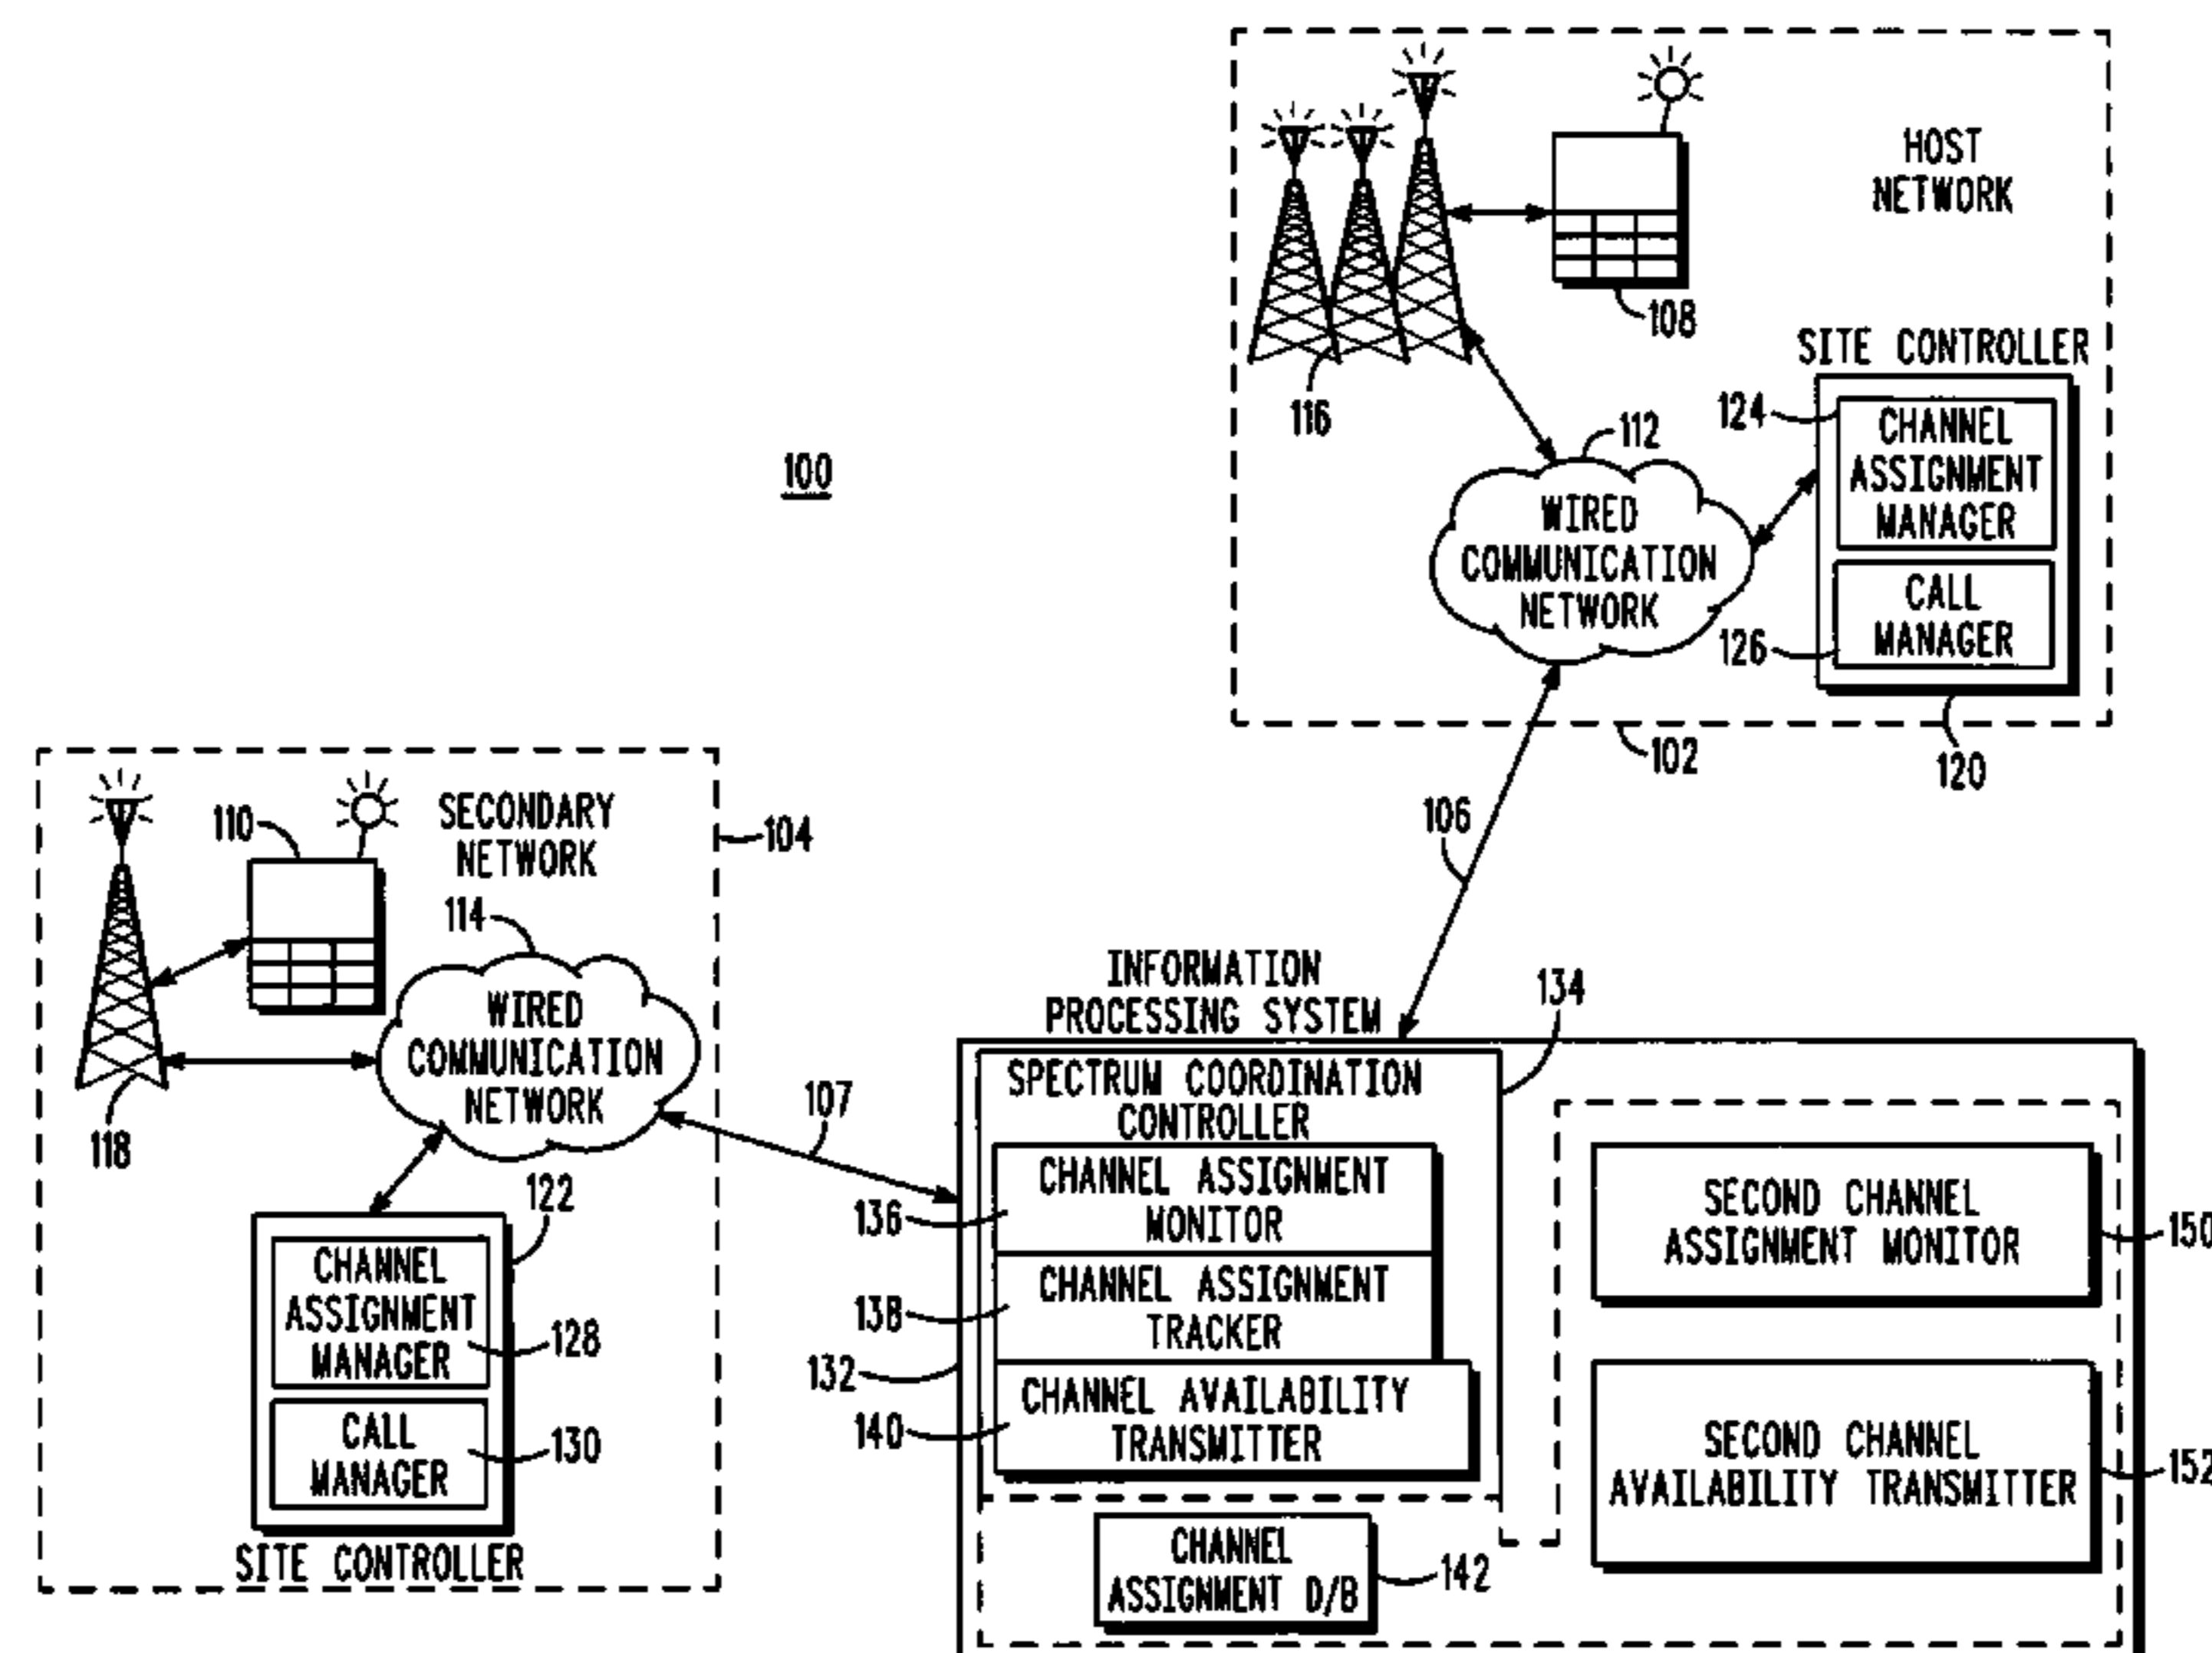 HOST
NETWORK
108
SITE CONTROLLER
116
124
CHANNEL
ASSIGNMENT
MANAGER
112
WIRED
COMMUNICATION
NETWORK
CALL
MANAGER
126
102
120
100
106
110
SECONDARY
NETWORK
104
114
WIRED
COMMUNICATION
NETWORK
118
107
122
CHANNEL
ASSIGNMENT
MANAGER
128
CALL
MANAGER
130
SITE CONTROLLER
INFORMATION
PROCESSING SYSTEM
134
SPECTRUM COORDINATION
CONTROLLER
136
CHANNEL ASSIGNMENT
MONITOR
138
CHANNEL ASSIGNMENT
TRACKER
132
140
CHANNEL AVAILABILITY
TRANSMITTER
CHANNEL
ASSIGNMENT D/B
142
SECOND CHANNEL
ASSIGNMENT MONITOR
150
SECOND CHANNEL
AVAILABILITY TRANSMITTER
152